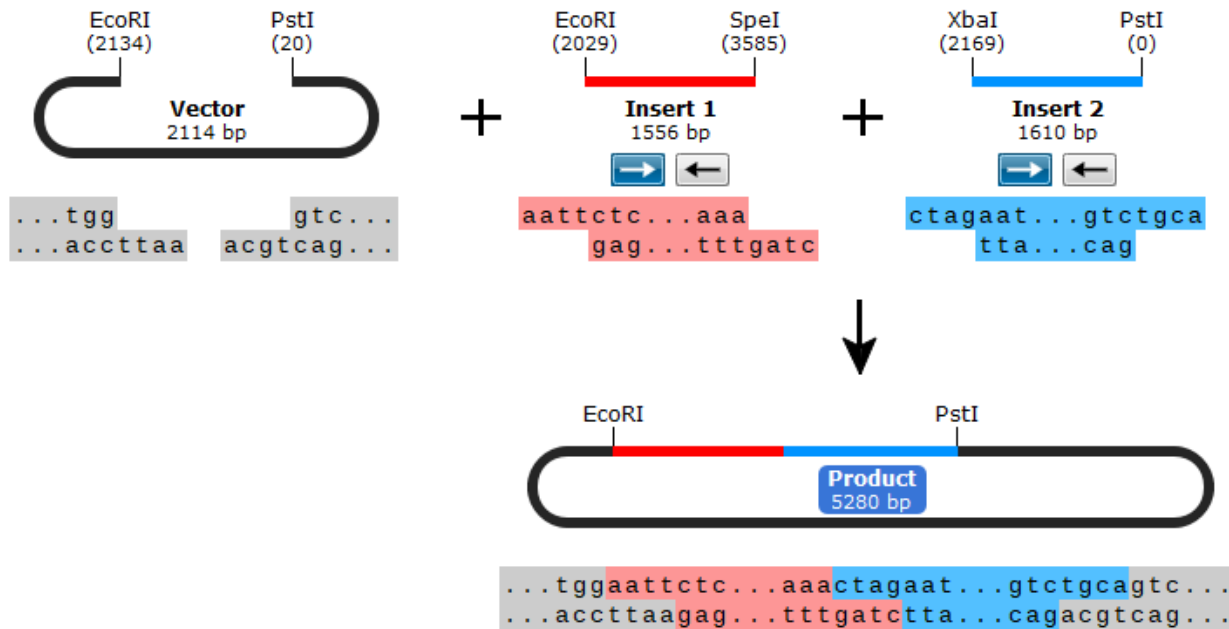 EcoRI PstI EcoRI SpeI XbaI PstI
(2134) (20) (2029) (3585) (2169) (0)
Vector + Insert 1 + Insert 2
2114 bp 1556 bp 1610 bp
...tgg gtc... aattctc...aaa ctagaat...gtctgca
...accttaa acgtcag... gag...tttgatc tta...cag
EcoRI PstI
Product
5280 bp
...tggaattctc...aaactagaat...gtctgcagtc...
...accttaagag...tttgatctta...cagacgtcag...